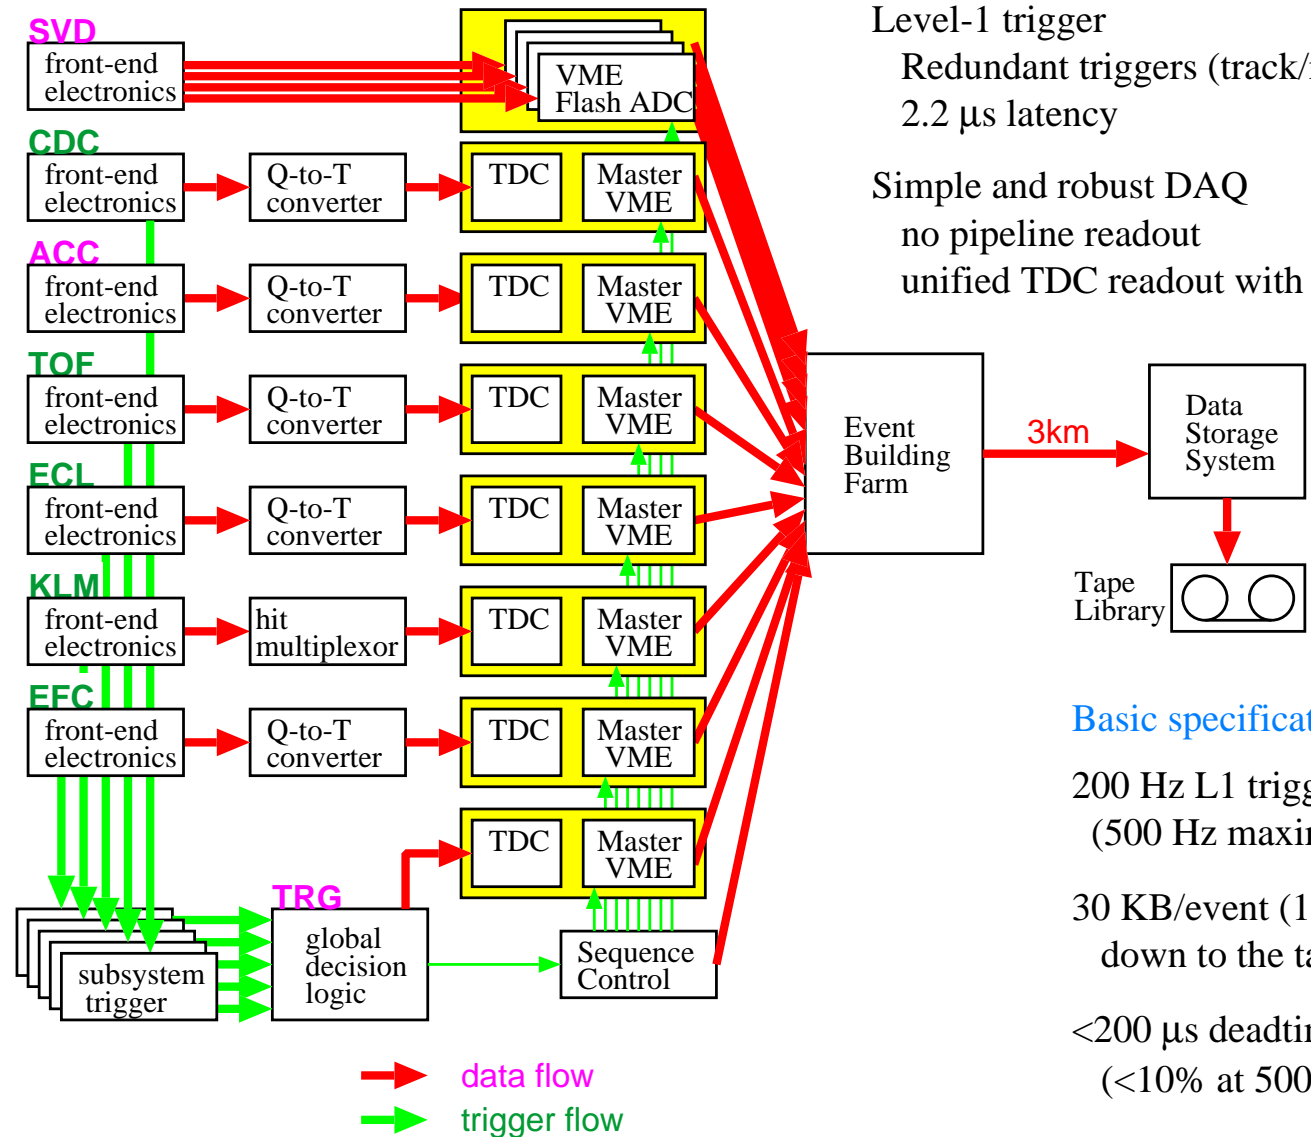 SVD
front-end
electronics
VME
Flash ADC
CDC
front-end
electronics
Q-to-T
converter
TDC
Master
VME
ACC
front-end
electronics
Q-to-T
converter
TDC
Master
VME
TOF
front-end
electronics
Q-to-T
converter
TDC
Master
VME
ECL
front-end
electronics
Q-to-T
converter
TDC
Master
VME
KLM
front-end
electronics
hit
multiplexor
TDC
Master
VME
EFC
front-end
electronics
Q-to-T
converter
TDC
Master
VME
TDC
Master
VME
subsystem
trigger
TRG
global
decision
logic
Sequence
Control
data flow
trigger flow
Event
Building
Farm
3km
Data
Storage
System
Tape
Library
Level-1 trigger
Redundant triggers (track/
2.2 μs latency
Simple and robust DAQ
no pipeline readout
unified TDC readout with
Basic
200 Hz L1
(500 Hz
30 KB/event (1
down to the
<200 μs
(<10% at 500